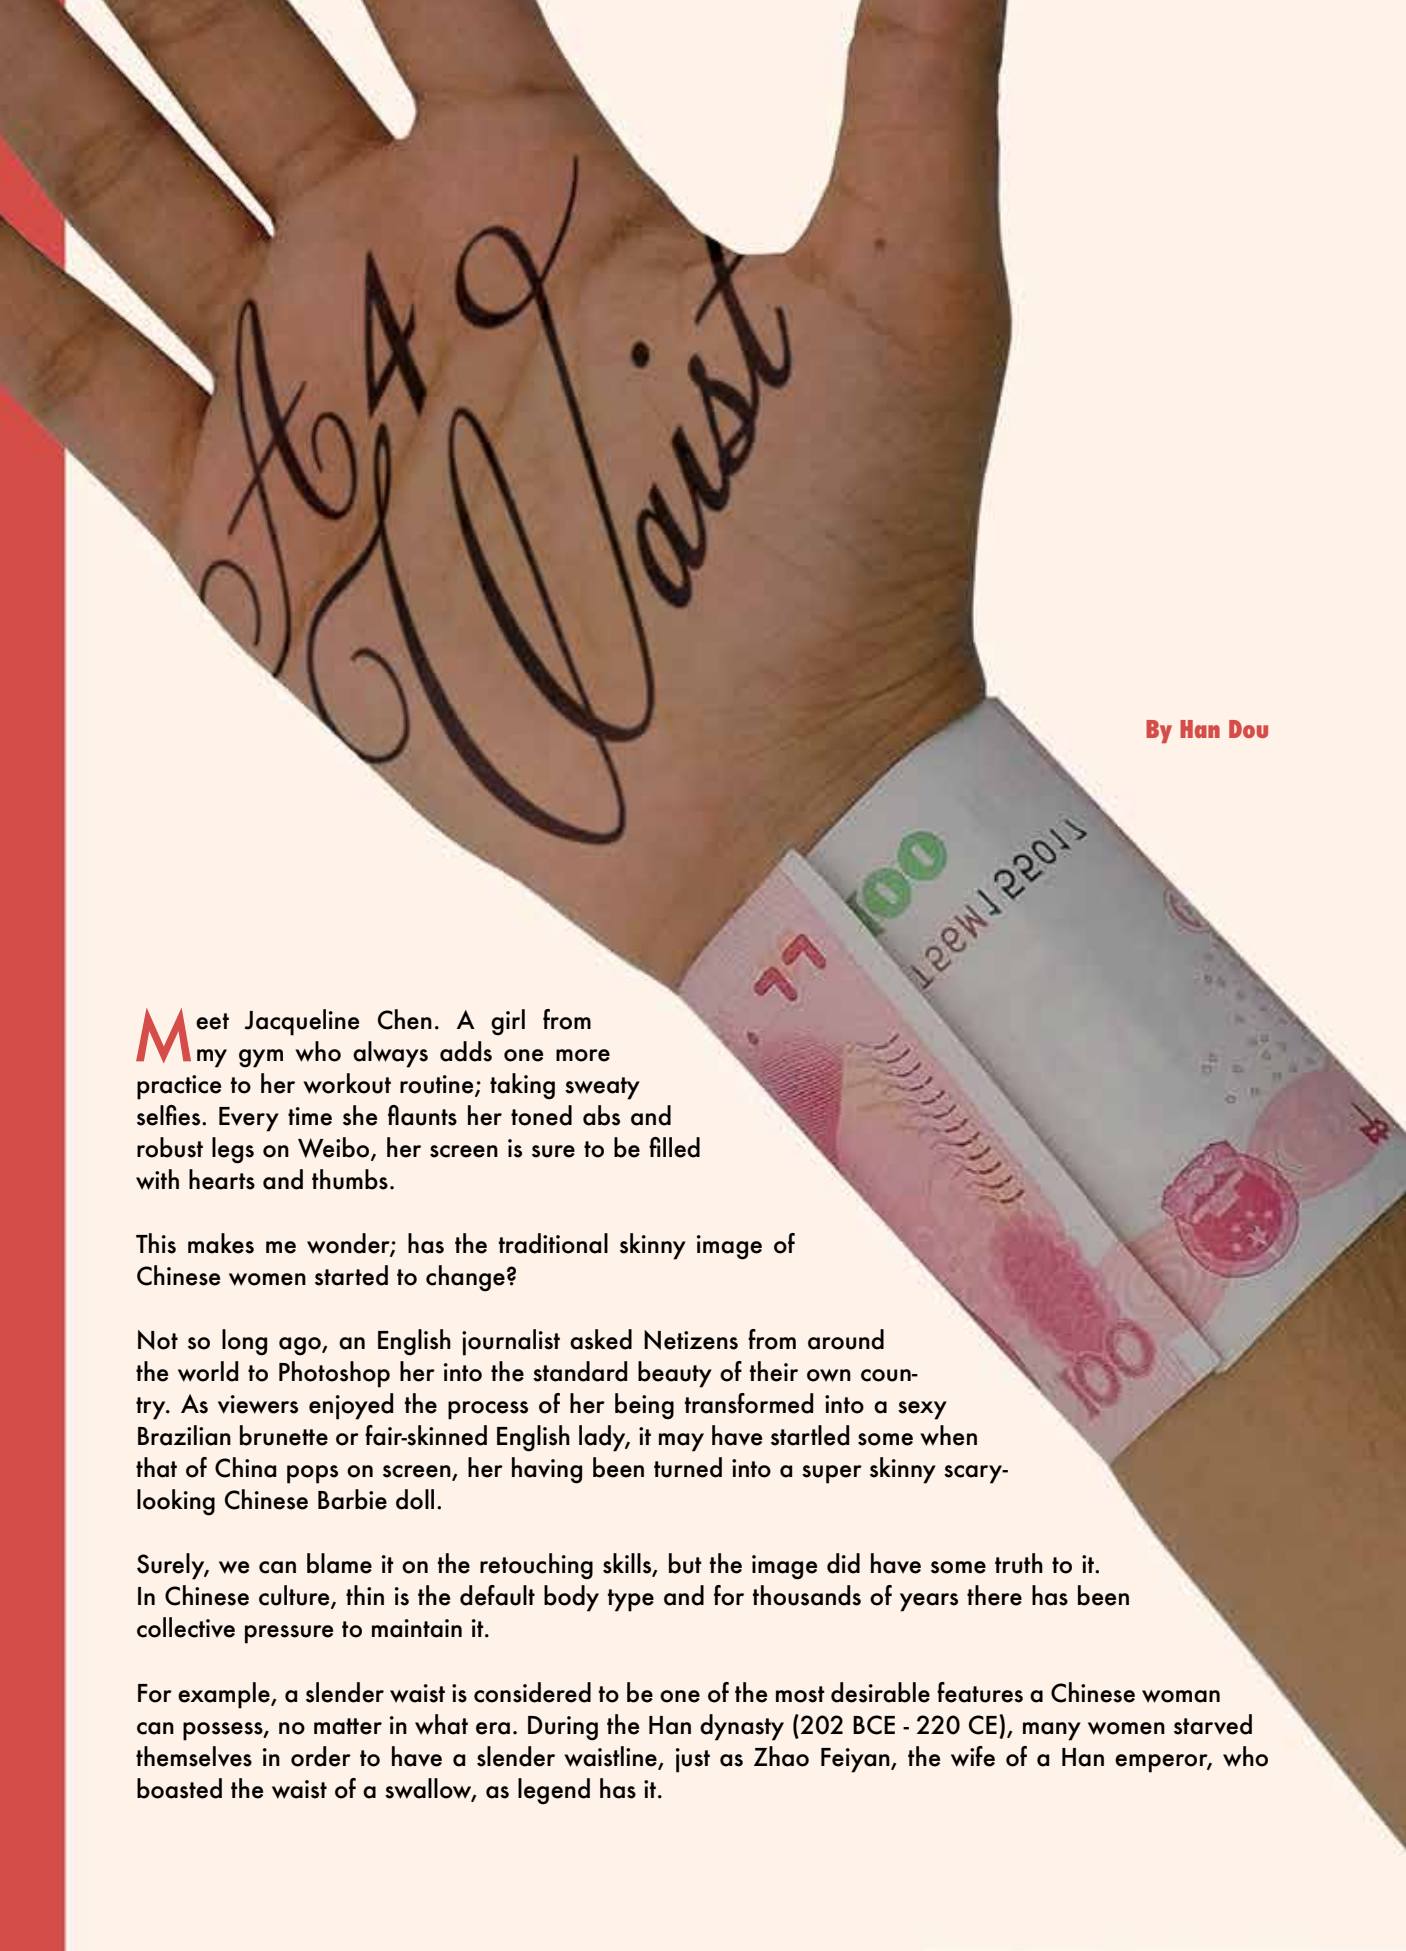 A4
Waist
By Han Dou
100
T56W155017
100
Meet Jacqueline Chen. A girl from
my gym who always adds one more
practice to her workout routine; taking sweaty
selfies. Every time she flaunts her toned abs and
robust legs on Weibo, her screen is sure to be filled
with hearts and thumbs.
This makes me wonder; has the traditional skinny image of
Chinese women started to change?
Not so long ago, an English journalist asked Netizens from around
the world to Photoshop her into the standard beauty of their own coun-
try. As viewers enjoyed the process of her being transformed into a sexy
Brazilian brunette or fair-skinned English lady, it may have startled some when
that of China pops on screen, her having been turned into a super skinny scary-
looking Chinese Barbie doll.
Surely, we can blame it on the retouching skills, but the image did have some truth to it.
In Chinese culture, thin is the default body type and for thousands of years there has been
collective pressure to maintain it.
For example, a slender waist is considered to be one of the most desirable features a Chinese woman
can possess, no matter in what era. During the Han dynasty (202 BCE - 220 CE), many women starved
themselves in order to have a slender waistline, just as Zhao Feiyan, the wife of a Han emperor, who
boasted the waist of a swallow, as legend has it.